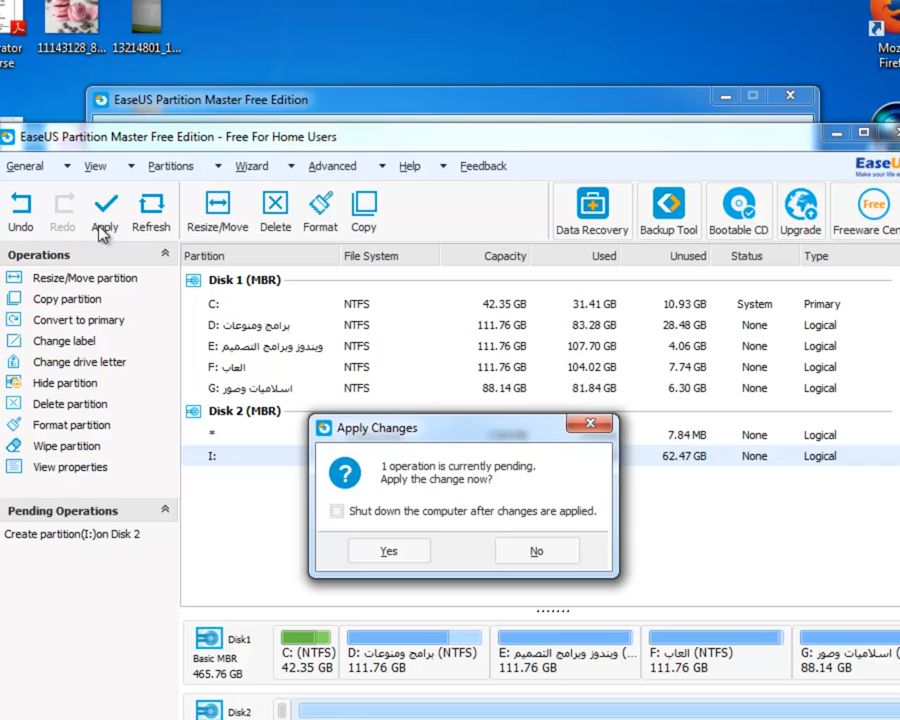 ator
rse
11143128_8...
13214801_1...
Moz
Firef
EaseUS Partition Master Free Edition
EaseUS Partition Master Free Edition - Free For Home Users
General View Partitions Wizard Advanced Help Feedback
EaseU
Make your life e
Undo Redo Apply Refresh Resize/Move Delete Format Copy Data Recovery Backup Tool Bootable CD Upgrade Free Freeware Cen
Operations
Resize/Move partition
Copy partition
Convert to primary
Change label
Change drive letter
Hide partition
Delete partition
Format partition
Wipe partition
View properties
Pending Operations
Create partition(I:)on Disk 2
Partition File System Capacity Used Unused Status Type
Disk 1 (MBR)
C: NTFS 42.35 GB 31.41 GB 10.93 GB System Primary
D: برامج ومنوعات NTFS 111.76 GB 83.28 GB 28.48 GB None Logical
E: ويندوز وبرامج التصميم NTFS 111.76 GB 107.70 GB 4.06 GB None Logical
F: العاب NTFS 111.76 GB 104.02 GB 7.74 GB None Logical
G: اسلاميات وصور NTFS 88.14 GB 81.84 GB 6.30 GB None Logical
Disk 2 (MBR)
* 7.84 MB None Logical
I: 62.47 GB None Logical
Apply Changes
1 operation is currently pending.
Apply the change now?
Shut down the computer after changes are applied.
Yes No
Disk1
Basic MBR
465.76 GB
C: (NTFS)
42.35 GB
D: برامج ومنوعات (NTFS)
111.76 GB
E: ويندوز وبرامج التصميم (...
111.76 GB
F: العاب (NTFS)
111.76 GB
G: اسلاميات وصور (
88.14 GB
Disk2